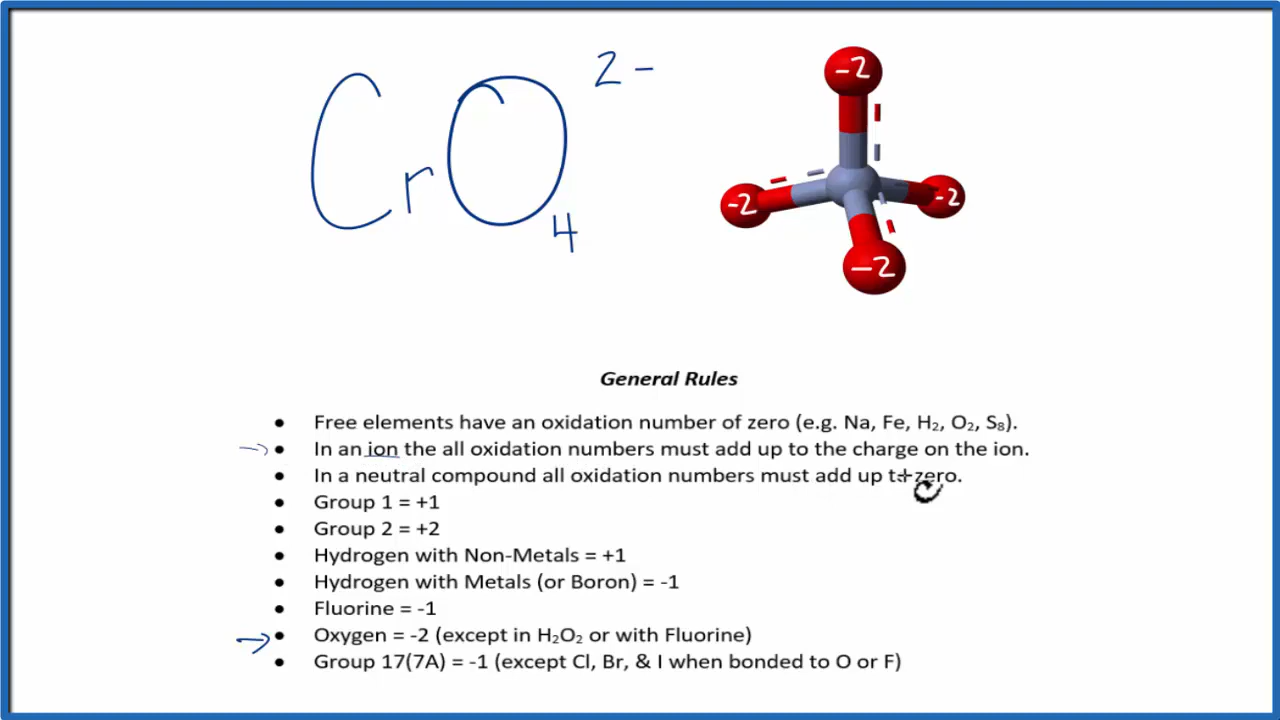 CrO₄²⁻
-2
-2
-2
-2
General Rules
• Free elements have an oxidation number of zero (e.g. Na, Fe, H₂, O₂, S₈).
• In an ion the all oxidation numbers must add up to the charge on the ion.
• In a neutral compound all oxidation numbers must add up to zero.
• Group 1 = +1
• Group 2 = +2
• Hydrogen with Non-Metals = +1
• Hydrogen with Metals (or Boron) = -1
• Fluorine = -1
• Oxygen = -2 (except in H₂O₂ or with Fluorine)
• Group 17(7A) = -1 (except Cl, Br, & I when bonded to O or F)